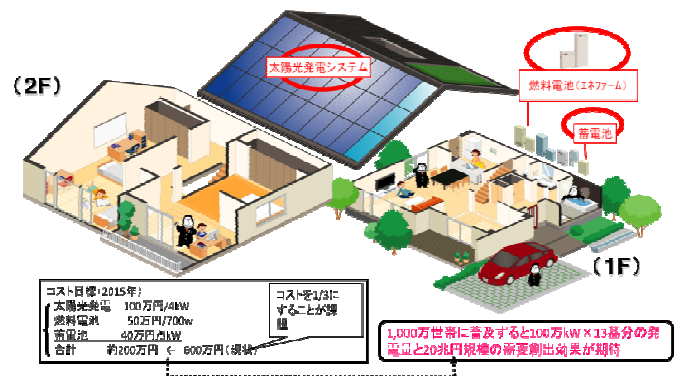 太陽光発電システム
燃料電池(エネファーム)
(2F)
蓄電池
(1F)
コスト目標(2015年)
太陽光発電 100万円/4kW
燃料電池 50万円/700w
蓄電池 40万円/5kW
合計 約200万円 ← 600万円(現状)
コストを1/3に
することが課
題
1,000万世帯に普及すると100万kW×13基分の発
電量と20兆円規模の需要創出効果が期待